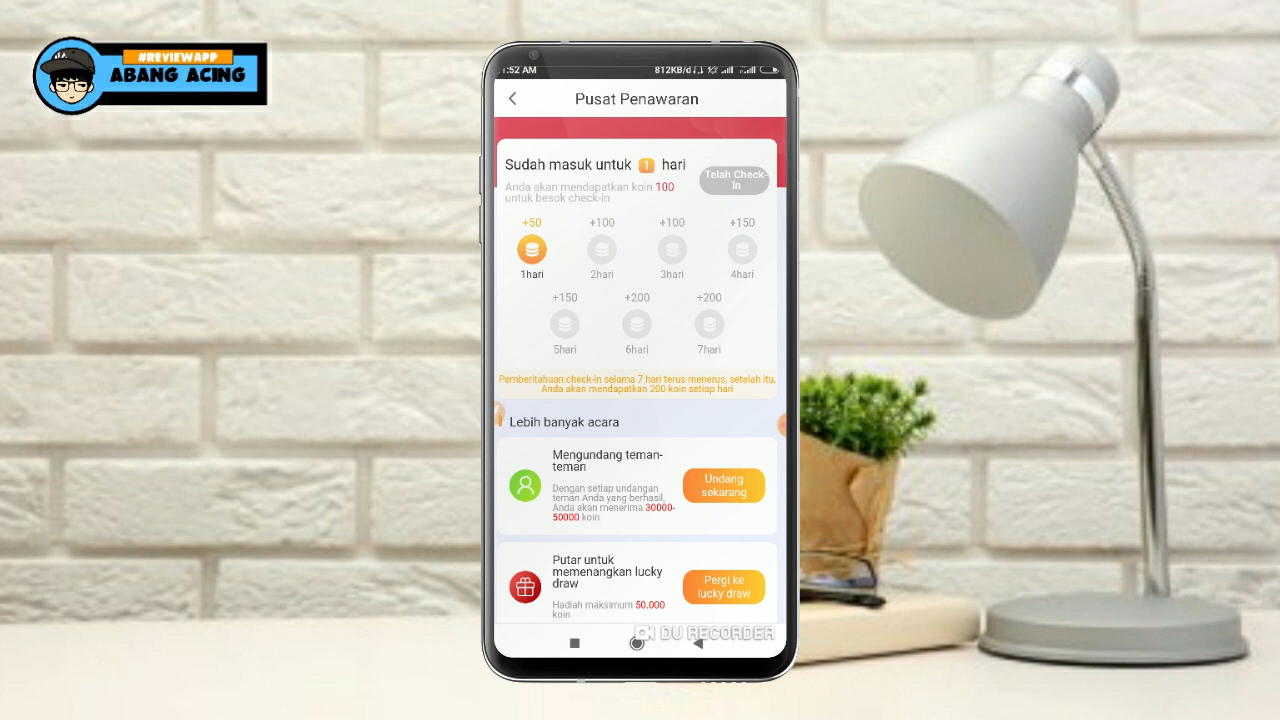 #REVIEWAPP
ABANG ACING
1:52 AM
812KB/d
Pusat Penawaran
Sudah masuk untuk 1 hari
Anda akan mendapatkan koin 100
untuk besok check-in
Telah Check-
In
+50 +100 +100 +150
1hari 2hari 3hari 4hari
+150 +200 +200
5hari 6hari 7hari
Pemberitahuan:check-in selama 7 hari terus menerus, setelah itu,
Anda akan mendapatkan 200 koin setiap hari
Lebih banyak acara
Mengundang teman-
teman
Dengan setiap undangan
teman Anda yang berhasil,
Anda akan menerima 30000-
50000 koin
Undang
sekarang
Putar untuk
memenangkan lucky
draw
Hadiah maksimum 50.000
koin
Pergi ke
lucky draw
DU RECORDER